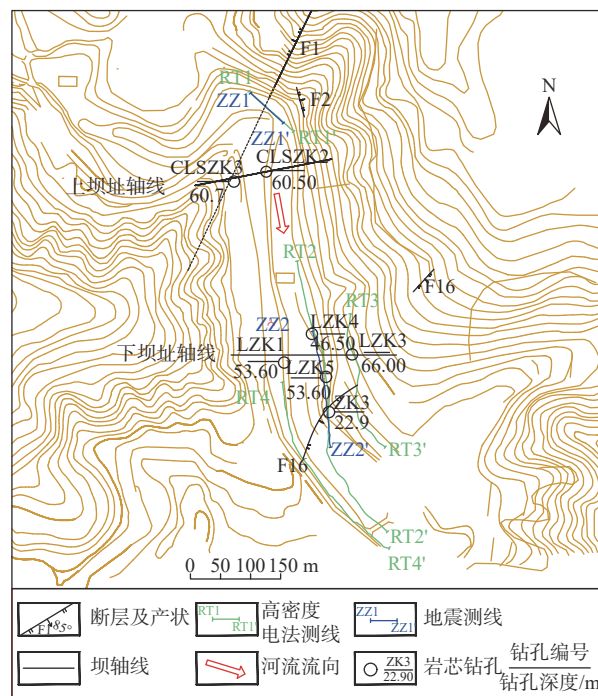 F1
RT1
ZZ1
F2
N
ZZ1'
RT1'
CLSZK3
CLSZK2
上坝址轴线
60.7
60.50
RT2
F16
RT3
ZZ2
LZK4
46.50
LZK1
LZK3
下坝址轴线
53.60
LZK5
66.00
53.60
RT4
ZK3
22.9
ZZ2'
RT3'
F16
RT2'
RT4'
0 50 100 150 m
F1 85°
断层及产状
RT1
RT1'
高密度
电法测线
ZZ1
ZZ1'
地震测线
坝轴线
河流流向
ZK3
22.90
岩芯钻孔
钻孔编号
钻孔深度/m